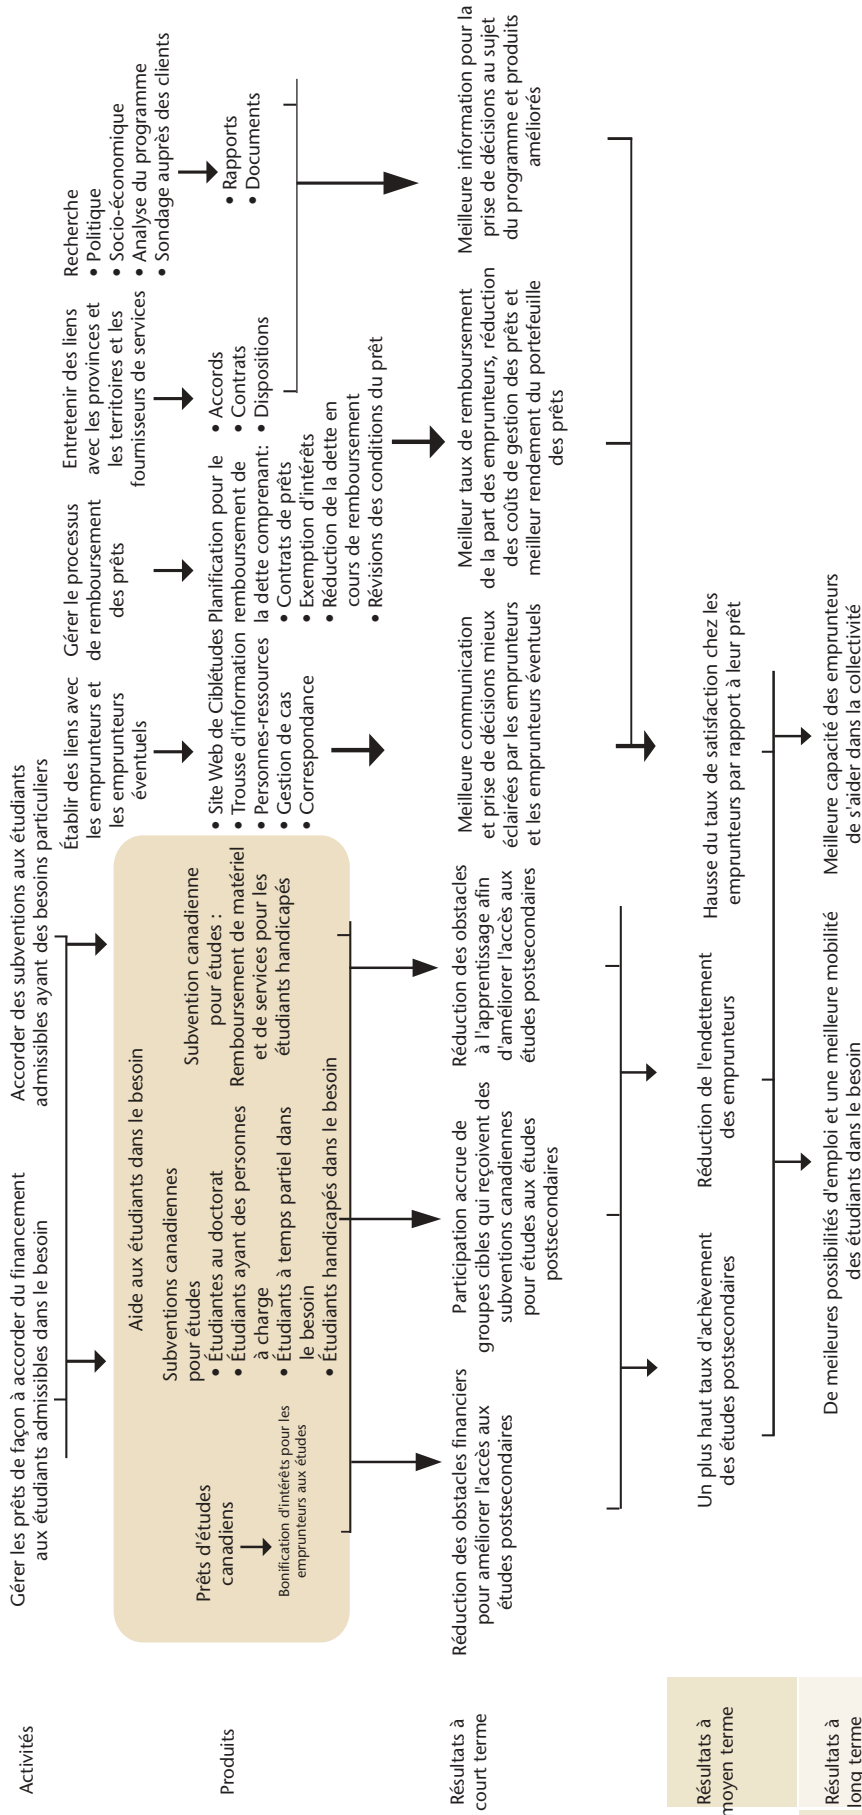 Activités
Gérer les prêts de façon à accorder du financement
aux étudiants admissibles dans le besoin
Accorder des subventions aux étudiants
admissibles ayant des besoins particuliers
Établir des liens avec
les emprunteurs et
les emprunteurs
éventuels
Gérer le processus
de remboursement
des prêts
Entretenir des liens
avec les provinces et
les territoires et les
fournisseurs de services
Recherche
• Politique
• Socio-économique
• Analyse du programme
• Sondage auprès des clients
Produits
Aide aux étudiants dans le besoin
Prêts d'études
canadiens
Bonification d'intérêts pour les
emprunteurs aux études
Subventions canadiennes
pour études
• Étudiantes au doctorat
• Étudiants ayant des personnes
à charge
• Étudiants à temps partiel dans
le besoin
• Étudiants handicapés dans le besoin
Subvention canadienne
pour études :
Remboursement de matériel
et de services pour les
étudiants handicapés
• Site Web de Ciblétudes
• Trousse d'information
• Personnes-ressources
• Gestion de cas
• Correspondance
Planification pour le
remboursement de
la dette comprenant:
• Contrats de prêts
• Exemption d'intérêts
• Réduction de la dette en
cours de remboursement
• Révisions des conditions du prêt
• Accords
• Contrats
• Dispositions
• Rapports
• Documents
Résultats à
court terme
Réduction des obstacles financiers
pour améliorer l'accès aux
études postsecondaires
Participation accrue de
groupes cibles qui reçoivent des
subventions canadiennes
pour études aux études
postsecondaires
Réduction des obstacles
à l'apprentissage afin
d'améliorer l'accès aux
études postsecondaires
Meilleure communication
et prise de décisions mieux
éclairées par les emprunteurs
et les emprunteurs éventuels
Meilleur taux de remboursement
de la part des emprunteurs, réduction
des coûts de gestion des prêts et
meilleur rendement du portefeuille
des prêts
Meilleure information pour la
prise de décisions au sujet
du programme et produits
améliorés
Résultats à
moyen terme
Un plus haut taux d'achèvement
des études postsecondaires
Réduction de l'endettement
des emprunteurs
Hausse du taux de satisfaction chez les
emprunteurs par rapport à leur prêt
Résultats à
long terme
De meilleures possibilités d'emploi et une meilleure mobilité
des étudiants dans le besoin
Meilleure capacité des emprunteurs
de s'aider dans la collectivité